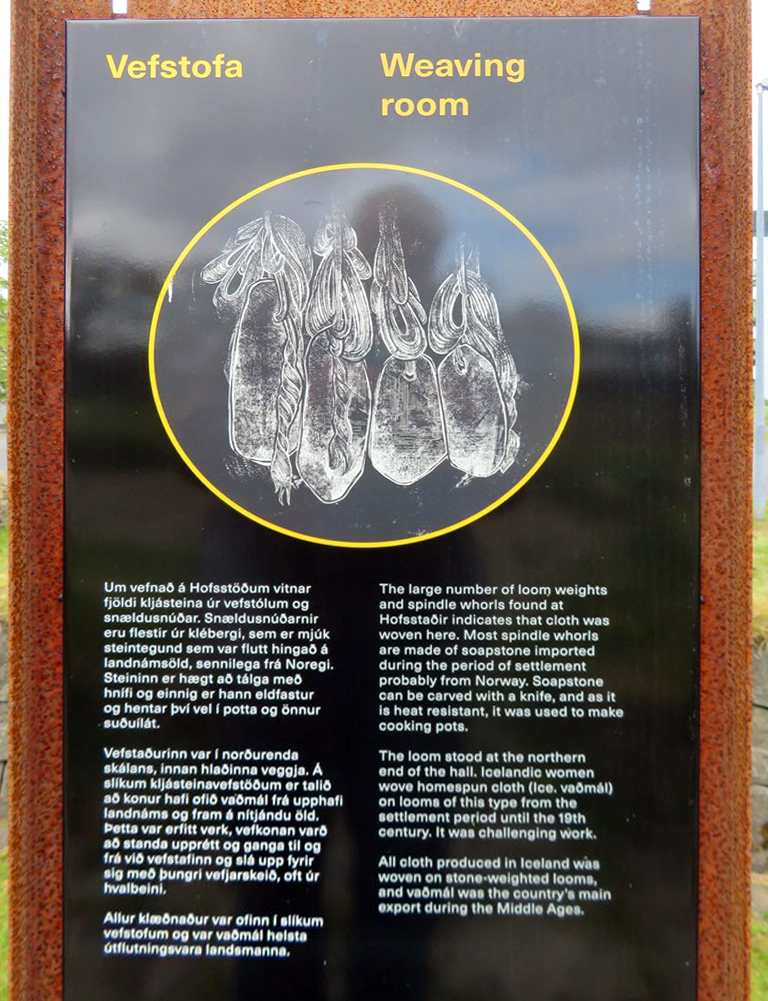 Vefstofa
Um vefnað á Hofsstöðum vitnar
fjöldi kljásteina úr vefstólum og
snældusnúðar. Snældusnúðarnir
eru flestir úr klébergi, sem er mjúk
steintegund sem var flutt hingað á
landnámsöld, sennilega frá Noregi.
Steininn er hægt að tálga með
hnífi og einnig er hann eldfastur
og hentar því vel í potta og önnur
suðuílát.
Vefstaðurinn var í norðurenda
skálans, innan hlaðinna veggja. Á
slíkum kljásteinavefstöðum er talið
að konur hafi ofið vaðmál frá upphafi
landnáms og fram á nítjándu öld.
Þetta var erfitt verk, vefkonan varð
að standa upprétt og ganga til og
frá við vefstafinn og slá upp fyrir
sig með þungri vefjarskeið, oft úr
hvalbeini.
Allur klæðnaður var ofinn í slíkum
vefstofum og var vaðmál helsta
útflutningsvara landsmanna.
Weaving
room
The large number of loom weights
and spindle whorls found at
Hofsstaðir indicates that cloth was
woven here. Most spindle whorls
are made of soapstone imported
during the period of settlement
probably from Norway. Soapstone
can be carved with a knife, and as it
is heat resistant, it was used to make
cooking pots.
The loom stood at the northern
end of the hall. Icelandic women
wove homespun cloth (Ice. vaðmál)
on looms of this type from the
settlement period until the 19th
century. It was challenging work.
All cloth produced in Iceland was
woven on stone-weighted looms,
and vaðmál was the country's main
export during the Middle Ages.